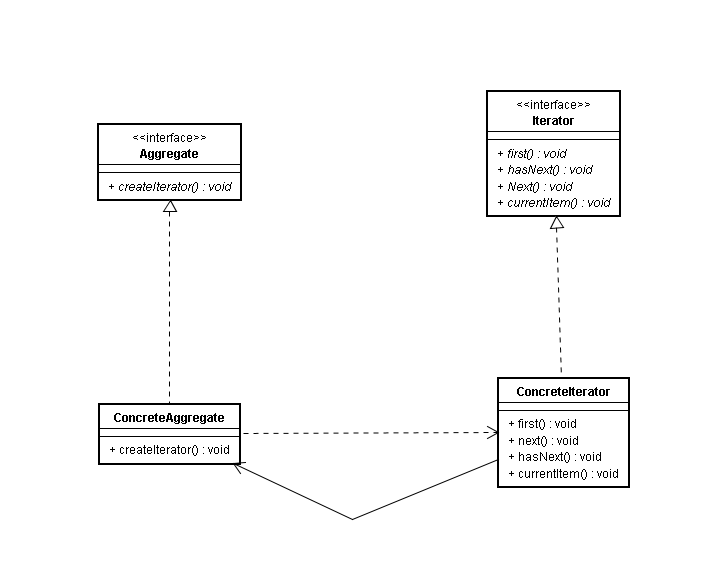 <<interface>>
Aggregate
+ createIterator() : void
<<interface>>
Iterator
+ first() : void
+ hasNext() : void
+ Next() : void
+ currentItem() : void
ConcreteAggregate
+ createIterator() : void
ConcreteIterator
+ first() : void
+ next() : void
+ hasNext() : void
+ currentItem() : void